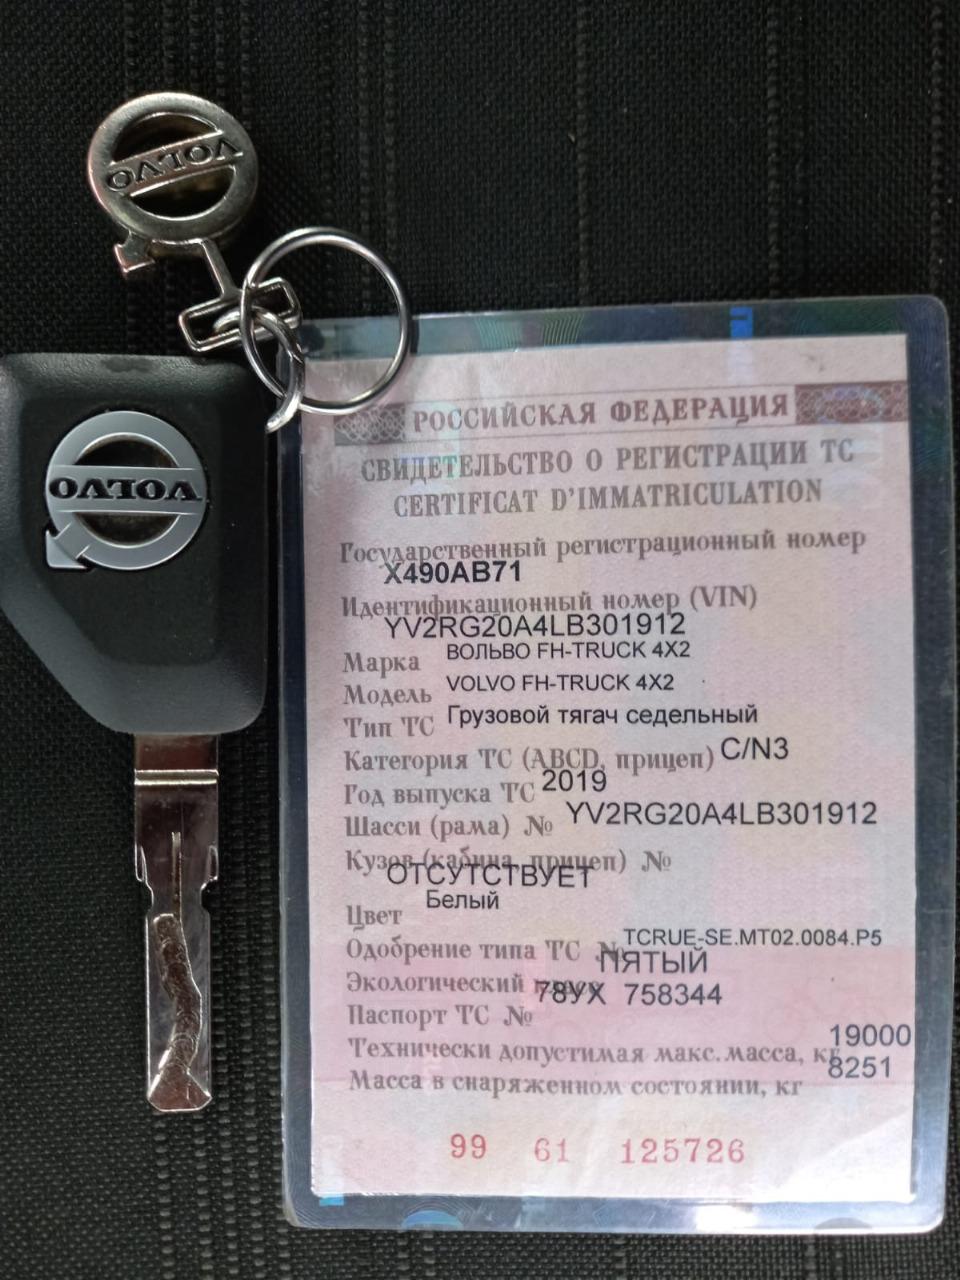 VOLVO
VOLVO
РОССИЙСКАЯ ФЕДЕРАЦИЯ
СВИДЕТЕЛЬСТВО О РЕГИСТРАЦИИ ТС
CERTIFICAT D'IMMATRICULATION
Государственный регистрационный номер
Х490АВ71
Идентификационный номер (VIN)
YV2RG20A4LB301912
Марка ВОЛЬВО FH-TRUCK 4X2
Модель VOLVO FH-TRUCK 4X2
Тип ТС Грузовой тягач седельный
Категория ТС (ABCD, прицеп) C/N3
Год выпуска ТС 2019
Шасси (рама) № YV2RG20A4LB301912
Кузов (кабина, прицеп) №
ОТСУТСТВУЕТ
Цвет Белый
Одобрение типа ТС № TCRUE-SE.MT02.0084.P5
Экологический класс ПЯТЫЙ
Паспорт ТС № 78УХ 758344
Технически допустимая макс. масса, кг 19000
Масса в снаряженном состоянии, кг 8251
99 61 125726